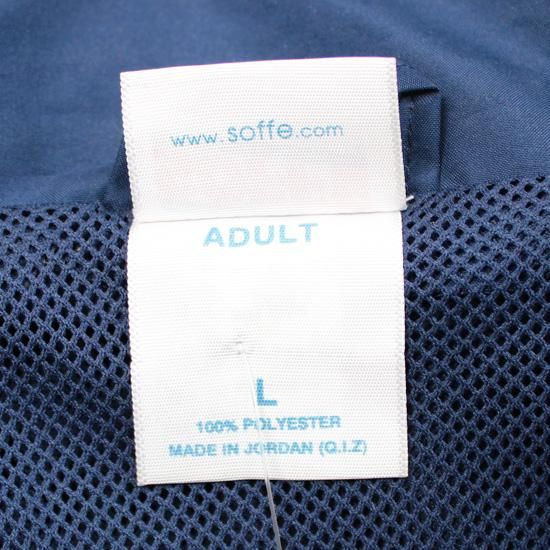 www.soffe.com
ADULT
L
100% POLYESTER
MADE IN JORDAN (Q.I.Z)